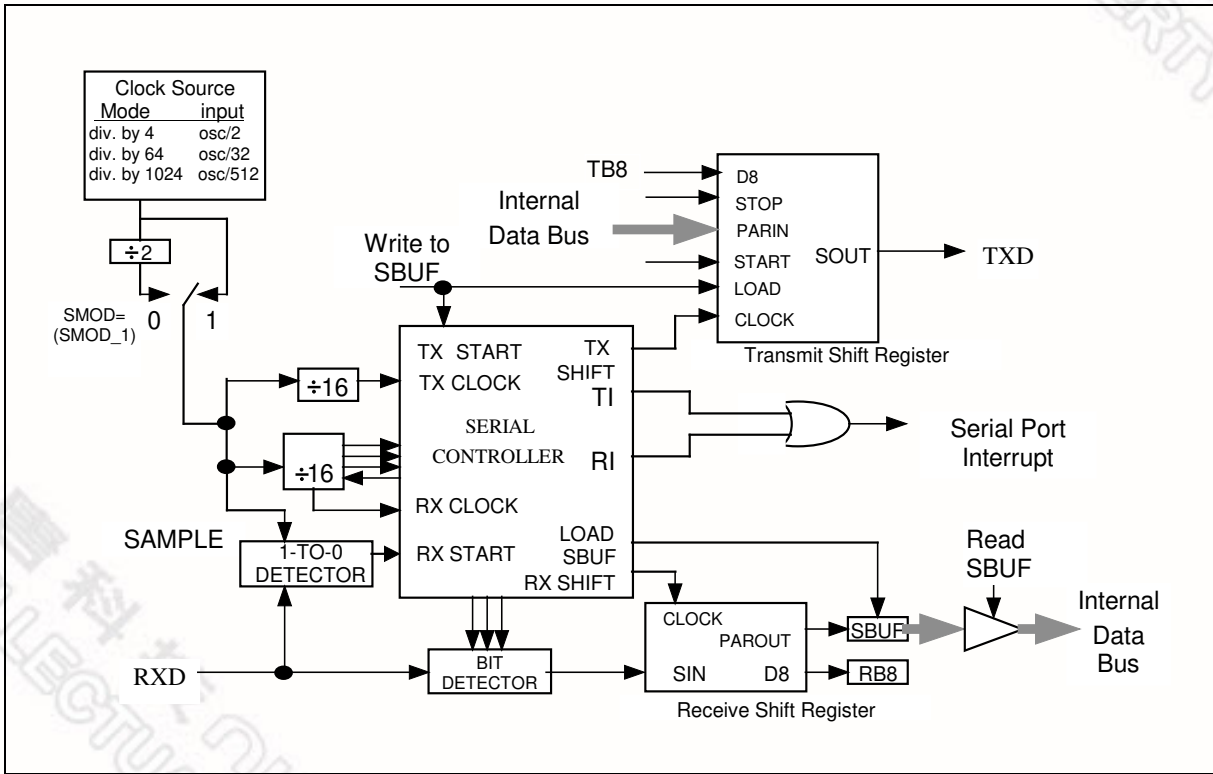 Clock Source
Mode input
div. by 4 osc/2
div. by 64 osc/32
div. by 1024 osc/512
÷2
SMOD=
(SMOD_1)
0 1
TB8
Internal
Data Bus
Write to
SBUF
D8
STOP
PARIN
START
LOAD
CLOCK
SOUT
TXD
Transmit Shift Register
÷16
÷16
TX START
TX CLOCK
SERIAL
CONTROLLER
RX CLOCK
RX START
TX
SHIFT
TI
RI
LOAD
SBUF
RX SHIFT
Serial Port
Interrupt
SAMPLE
1-TO-0
DETECTOR
RXD
BIT
DETECTOR
CLOCK
PAROUT
SIN D8
Receive Shift Register
SBUF
RB8
Read
SBUF
Internal
Data
Bus